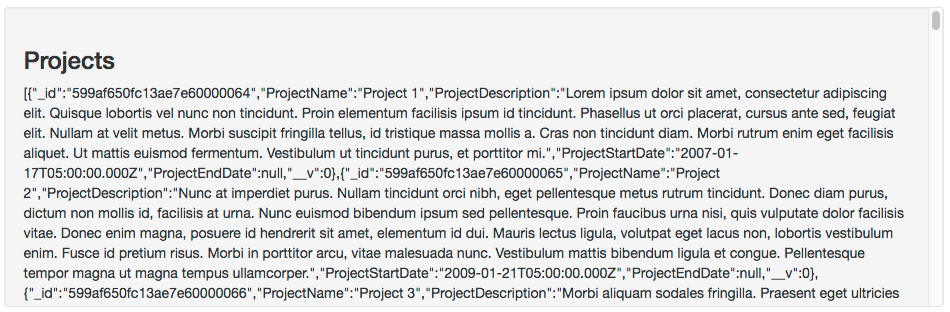 Projects
[{"_id":"599af650fc13ae7e60000064","ProjectName":"Project 1","ProjectDescription":"Lorem ipsum dolor sit amet, consectetur adipiscing
elit. Quisque lobortis vel nunc non tincidunt. Proin elementum facilisis ipsum id tincidunt. Phasellus ut orci placerat, cursus ante sed, feugiat
elit. Nullam at velit metus. Morbi suscipit fringilla tellus, id tristique massa mollis a. Cras non tincidunt diam. Morbi rutrum enim eget facilisis
aliquet. Ut mattis euismod fermentum. Vestibulum ut tincidunt purus, et porttitor mi.","ProjectStartDate":"2007-01-
17T05:00:00.000Z","ProjectEndDate":null,"__v":0},{"_id":"599af650fc13ae7e60000065","ProjectName":"Project
2","ProjectDescription":"Nunc at imperdiet purus. Nullam tincidunt orci nibh, eget pellentesque metus rutrum tincidunt. Donec diam purus,
dictum non mollis id, facilisis at urna. Nunc euismod bibendum ipsum sed pellentesque. Proin faucibus urna nisi, quis vulputate dolor facilisis
vitae. Donec enim magna, posuere id hendrerit sit amet, elementum id dui. Mauris lectus ligula, volutpat eget lacus non, lobortis vestibulum
enim. Fusce id pretium risus. Morbi in porttitor arcu, vitae malesuada nunc. Vestibulum mattis bibendum ligula et congue. Pellentesque
tempor magna ut magna tempus ullamcorper.","ProjectStartDate":"2009-01-21T05:00:00.000Z","ProjectEndDate":null,"__v":0},
{"_id":"599af650fc13ae7e60000066","ProjectName":"Project 3","ProjectDescription":"Morbi aliquam sodales fringilla. Praesent eget ultricies